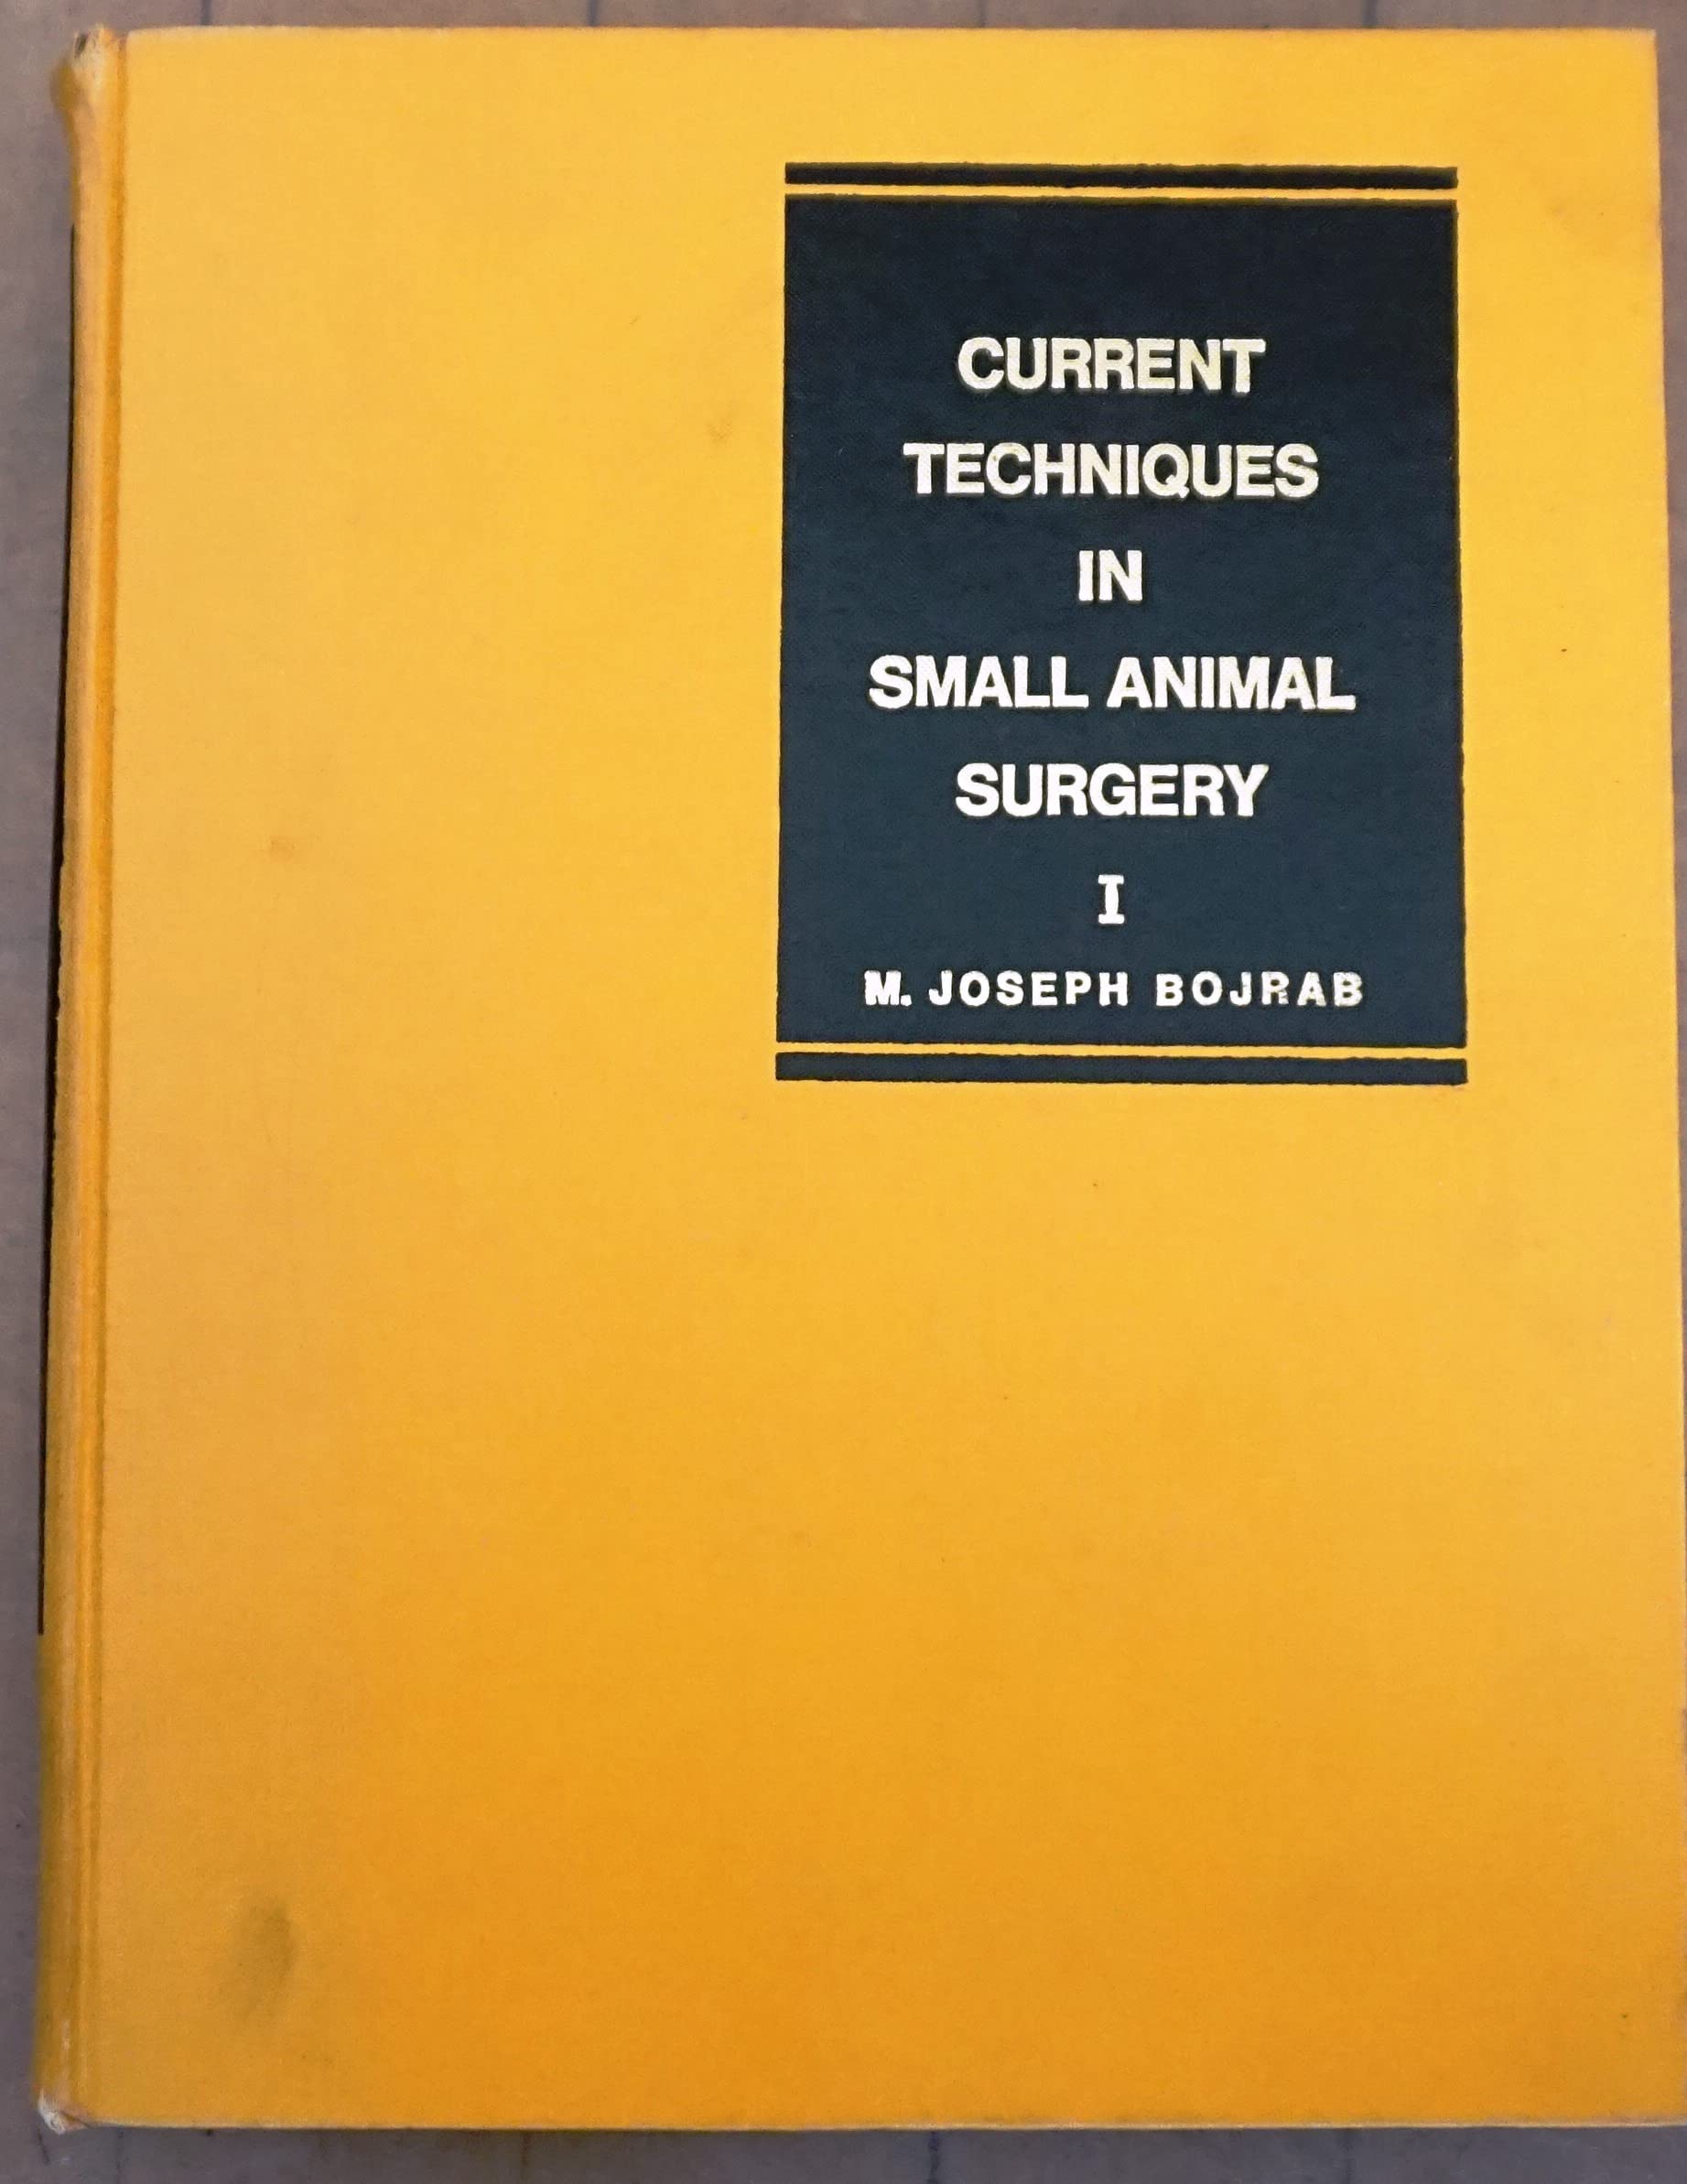 CURRENT
TECHNIQUES
IN
SMALL ANIMAL
SURGERY
I
M. JOSEPH BOJRAB